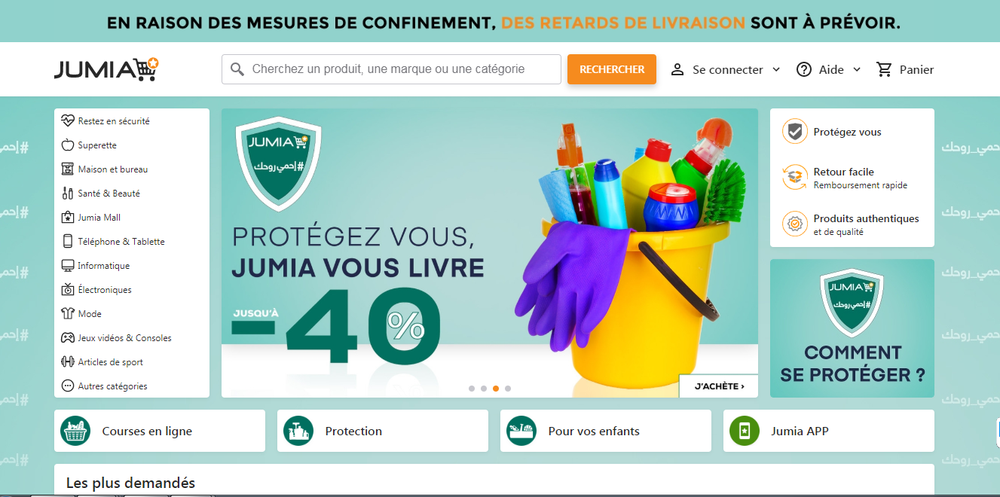 EN RAISON DES MESURES DE CONFINEMENT, DES RETARDS DE LIVRAISON SONT À PRÉVOIR.
JUMIA
Cherchez un produit, une marque ou une catégorie
RECHERCHER
Se connecter
Aide
Panier
Restez en sécurité
Superette
Maison et bureau
Santé & Beauté
Jumia Mall
Téléphone & Tablette
Informatique
Électroniques
Mode
Jeux vidéos & Consoles
Articles de sport
Autres catégories
JUMIA
#إحمي_روحك
PROTÉGEZ VOUS,
JUMIA VOUS LIVRE
JUSQU'À
-40%
J'ACHÈTE ›
Protégez vous
Retour facile
Remboursement rapide
Produits authentiques
et de qualité
JUMIA
#إحمي_روحك
COMMENT
SE PROTÉGER ?
Courses en ligne
Protection
Pour vos enfants
Jumia APP
Les plus demandés